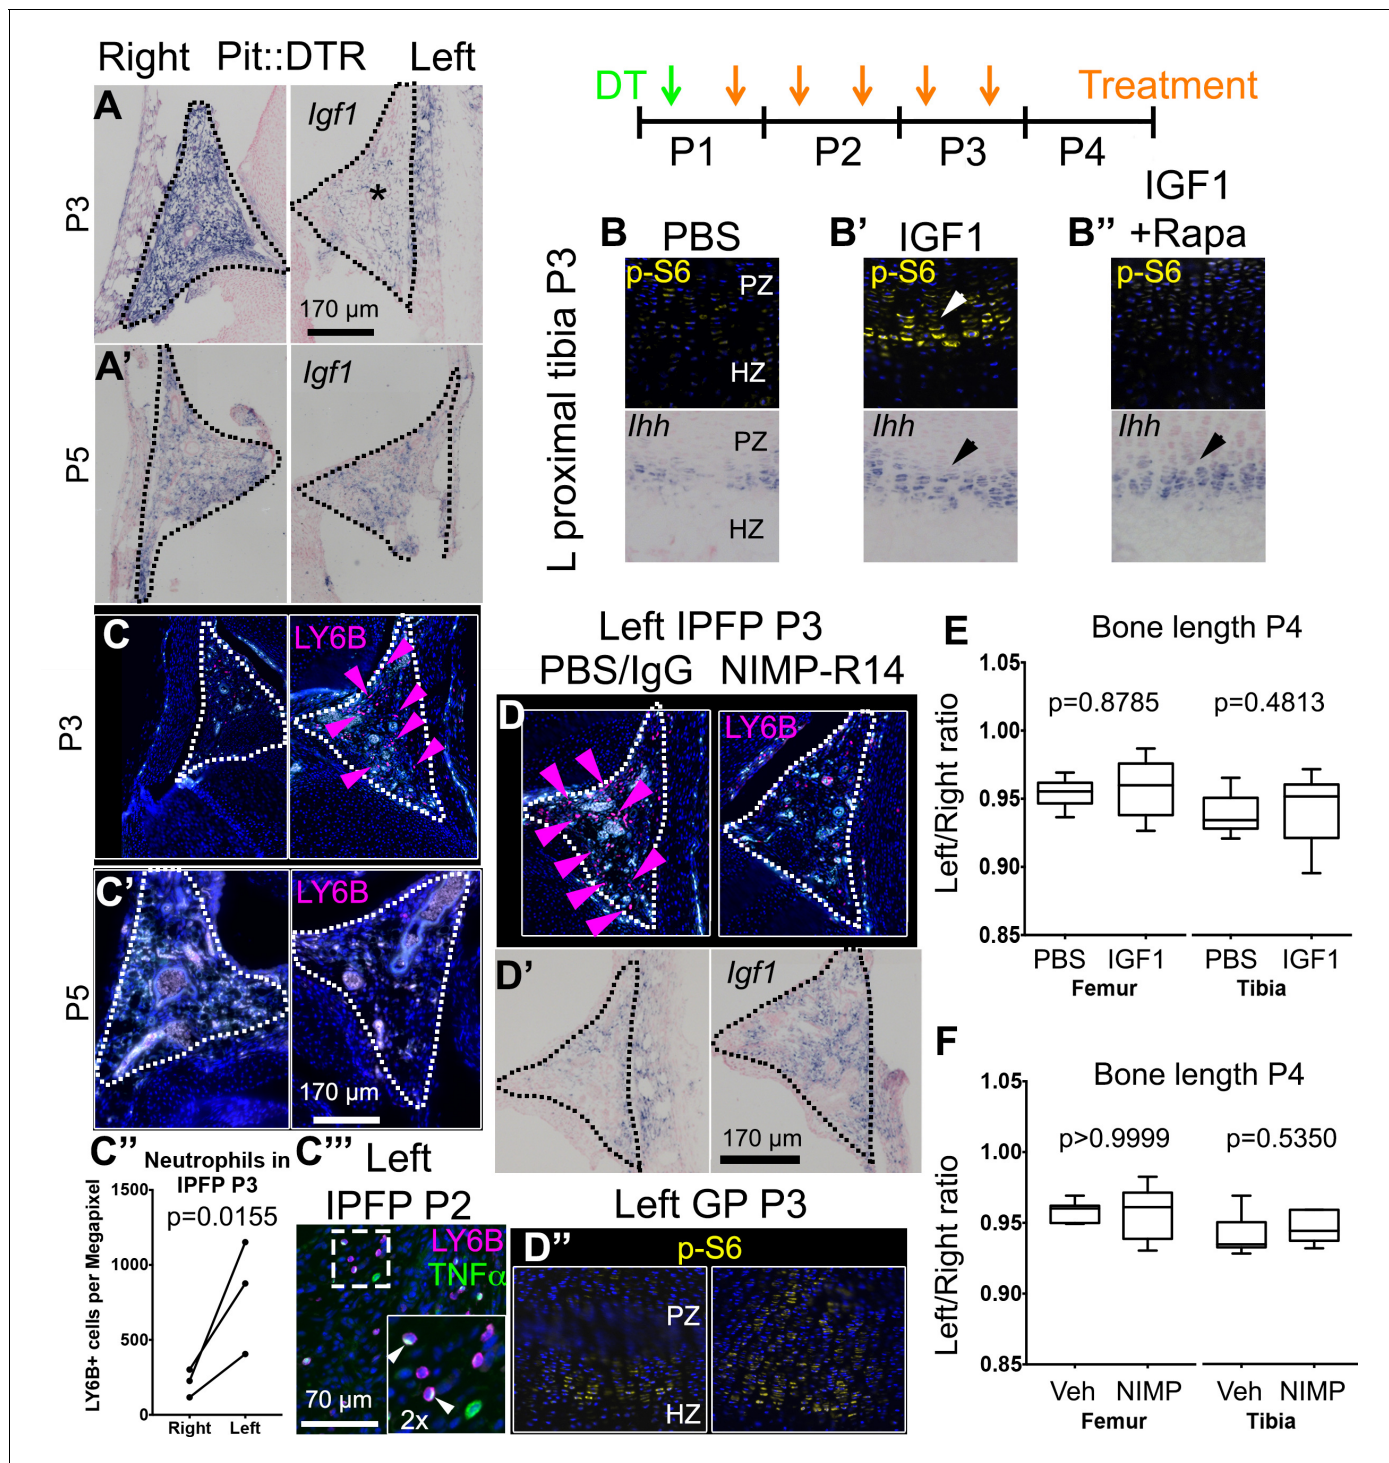 Right Pit::DTR Left
A
Igf1
*
P3
170 µm
A'
Igf1
P5
DT Treatment
P1 P2 P3 P4
L proximal tibia P3
B PBS
p-S6
PZ
HZ
Ihh
PZ
HZ
B' IGF1
p-S6
Ihh
B'' IGF1
+Rapa
p-S6
Ihh
C
LY6B
P3
C'
LY6B
P5
170 µm
C''
Neutrophils in
IPFP P3
LY6B+ cells per Megapixel
1500
p=0.0155
1000
500
0
Right Left
C''' Left
IPFP P2
LY6B
TNFα
70 µm
2x
Left IPFP P3
PBS/IgG NIMP-R14
D
LY6B
D'
Igf1
170 µm
Left GP P3
D''
p-S6
PZ
HZ
E
Bone length P4
Left/Right ratio
1.05
p=0.8785 p=0.4813
1.00
0.95
0.90
0.85
PBS IGF1 PBS IGF1
Femur Tibia
F
Bone length P4
Left/Right ratio
1.05
p>0.9999 p=0.5350
1.00
0.95
0.90
0.85
Veh NIMP Veh NIMP
Femur Tibia